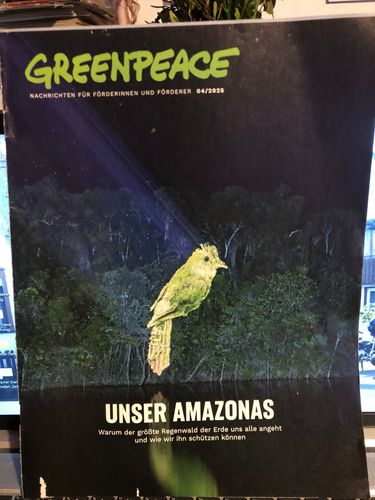 GREENPEACE
NACHRICHTEN FÜR FÖRDERINNEN UND FÖRDERER 04/2025
UNSER AMAZONAS
Warum der größte Regenwald der Erde uns alle angeht
und wie wir ihn schützen können